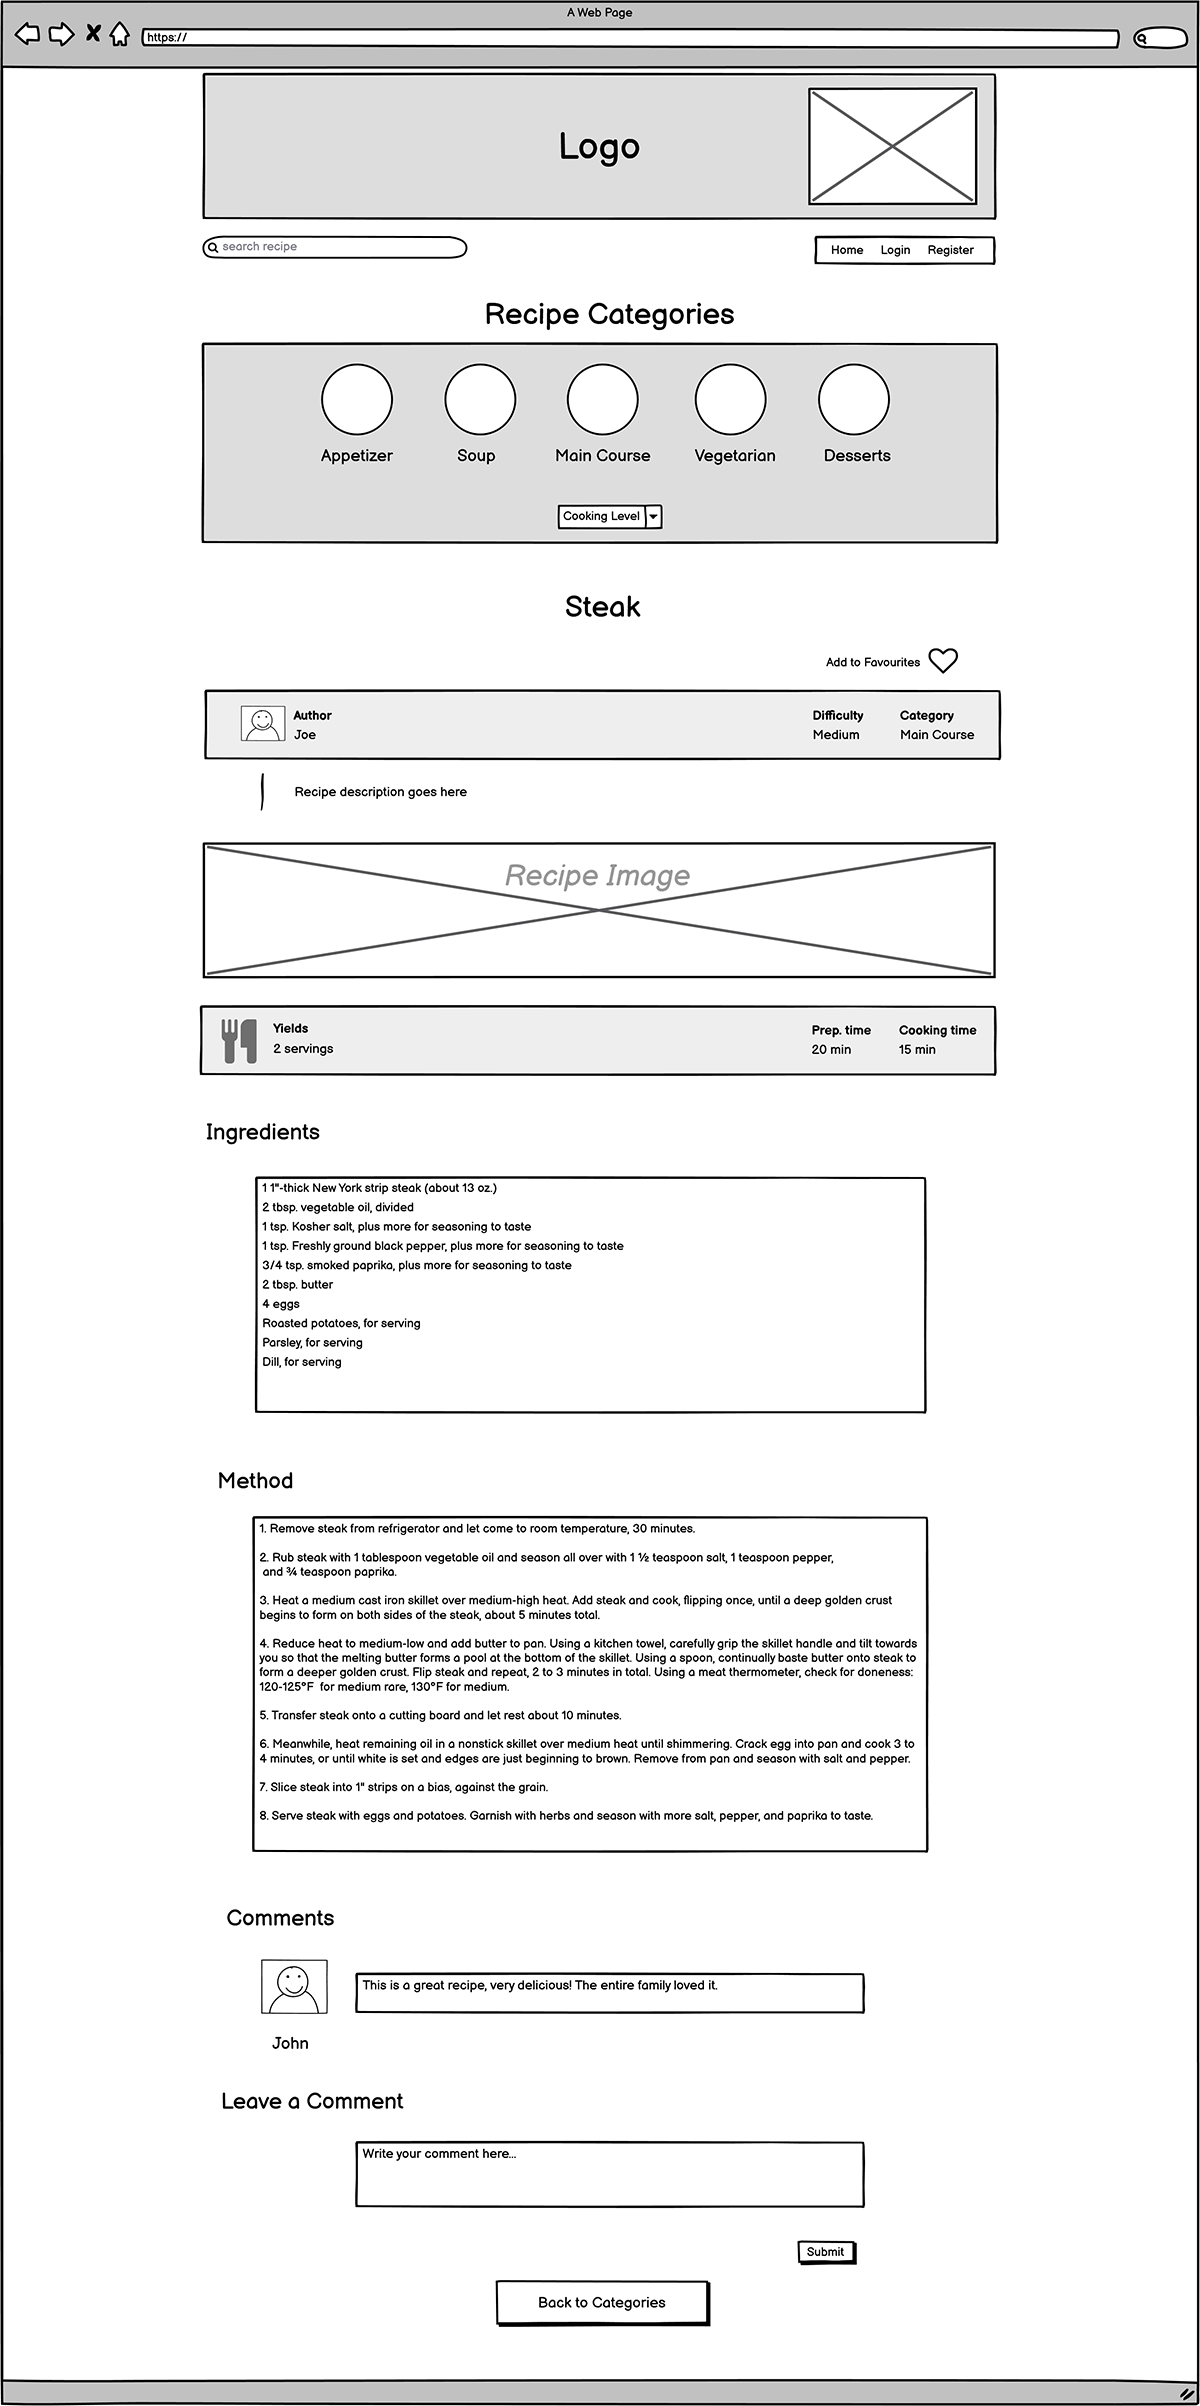 A Web Page
https://
Logo
search recipe
Home Login Register
Recipe Categories
Appetizer Soup Main Course Vegetarian Desserts
Cooking Level
Steak
Add to Favourites
Author
Joe
Difficulty
Medium
Category
Main Course
Recipe description goes here
Recipe Image
Yields
2 servings
Prep. time
20 min
Cooking time
15 min
Ingredients
1 1"-thick New York strip steak (about 13 oz.)
2 tbsp. vegetable oil, divided
1 tsp. Kosher salt, plus more for seasoning to taste
1 tsp. Freshly ground black pepper, plus more for seasoning to taste
3/4 tsp. smoked paprika, plus more for seasoning to taste
2 tbsp. butter
4 eggs
Roasted potatoes, for serving
Parsley, for serving
Dill, for serving
Method
1. Remove steak from refrigerator and let come to room temperature, 30 minutes.
2. Rub steak with 1 tablespoon vegetable oil and season all over with 1 ½ teaspoon salt, 1 teaspoon pepper,
and ¾ teaspoon paprika.
3. Heat a medium cast iron skillet over medium-high heat. Add steak and cook, flipping once, until a deep golden crust
begins to form on both sides of the steak, about 5 minutes total.
4. Reduce heat to medium-low and add butter to pan. Using a kitchen towel, carefully grip the skillet handle and tilt towards
you so that the melting butter forms a pool at the bottom of the skillet. Using a spoon, continually baste butter onto steak to
form a deeper golden crust. Flip steak and repeat, 2 to 3 minutes in total. Using a meat thermometer, check for doneness:
120-125°F for medium rare, 130°F for medium.
5. Transfer steak onto a cutting board and let rest about 10 minutes.
6. Meanwhile, heat remaining oil in a nonstick skillet over medium heat until shimmering. Crack egg into pan and cook 3 to
4 minutes, or until white is set and edges are just beginning to brown. Remove from pan and season with salt and pepper.
7. Slice steak into 1" strips on a bias, against the grain.
8. Serve steak with eggs and potatoes. Garnish with herbs and season with more salt, pepper, and paprika to taste.
Comments
This is a great recipe, very delicious! The entire family loved it.
John
Leave a Comment
Write your comment here...
Submit
Back to Categories